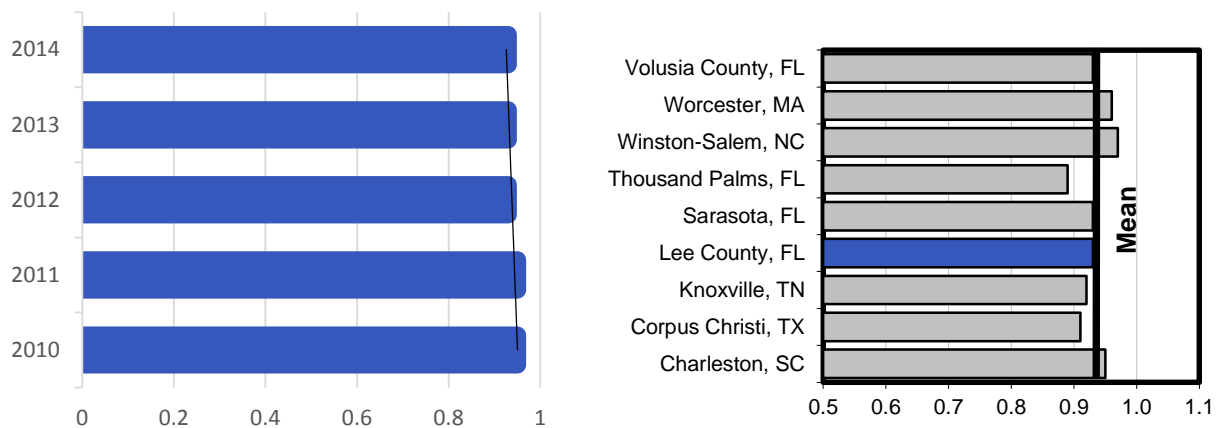 2014
2013
2012
2011
2010
0 0.2 0.4 0.6 0.8 1
Volusia County, FL
Worcester, MA
Winston-Salem, NC
Thousand Palms, FL
Sarasota, FL
Lee County, FL
Knoxville, TN
Corpus Christi, TX
Charleston, SC
Mean
0.5 0.6 0.7 0.8 0.9 1.0 1.1